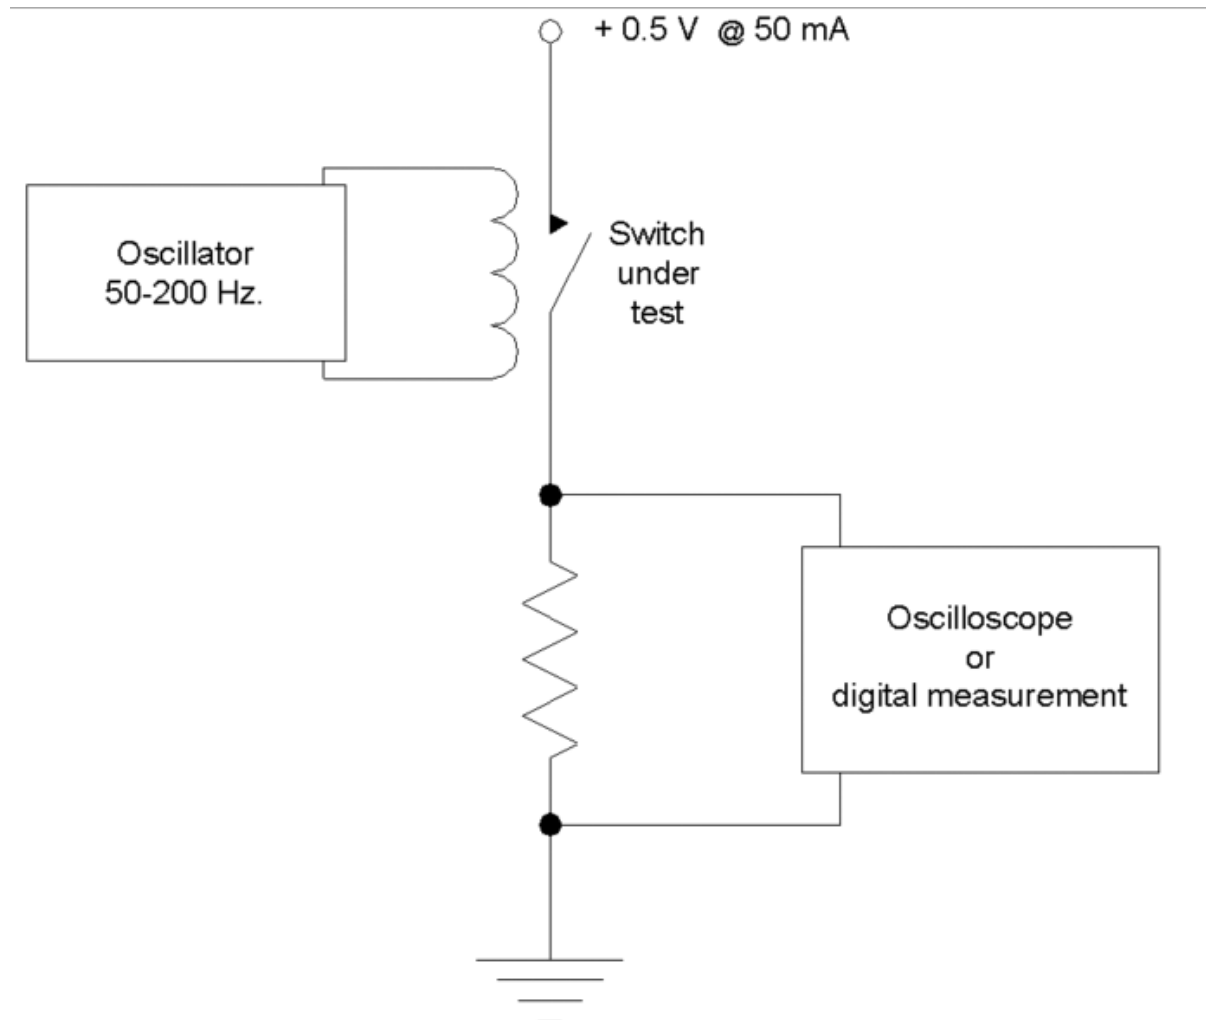 + 0.5 V @ 50 mA
Oscillator
50-200 Hz.
Switch
under
test
Oscilloscope
or
digital measurement